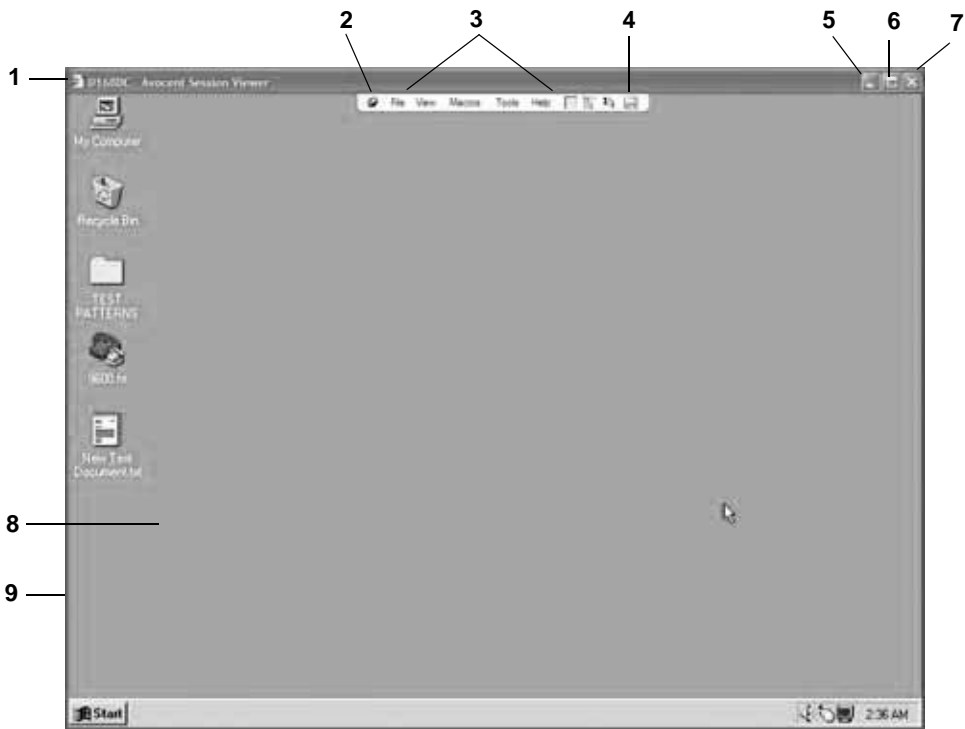 2
3
4
5
6
7
1
Avocent Session Viewer
File View Macros Tools Help
My Computer
Recycle Bin
TEST
PATTERNS
New Text
Document.txt
8
9
Start
2:36 AM